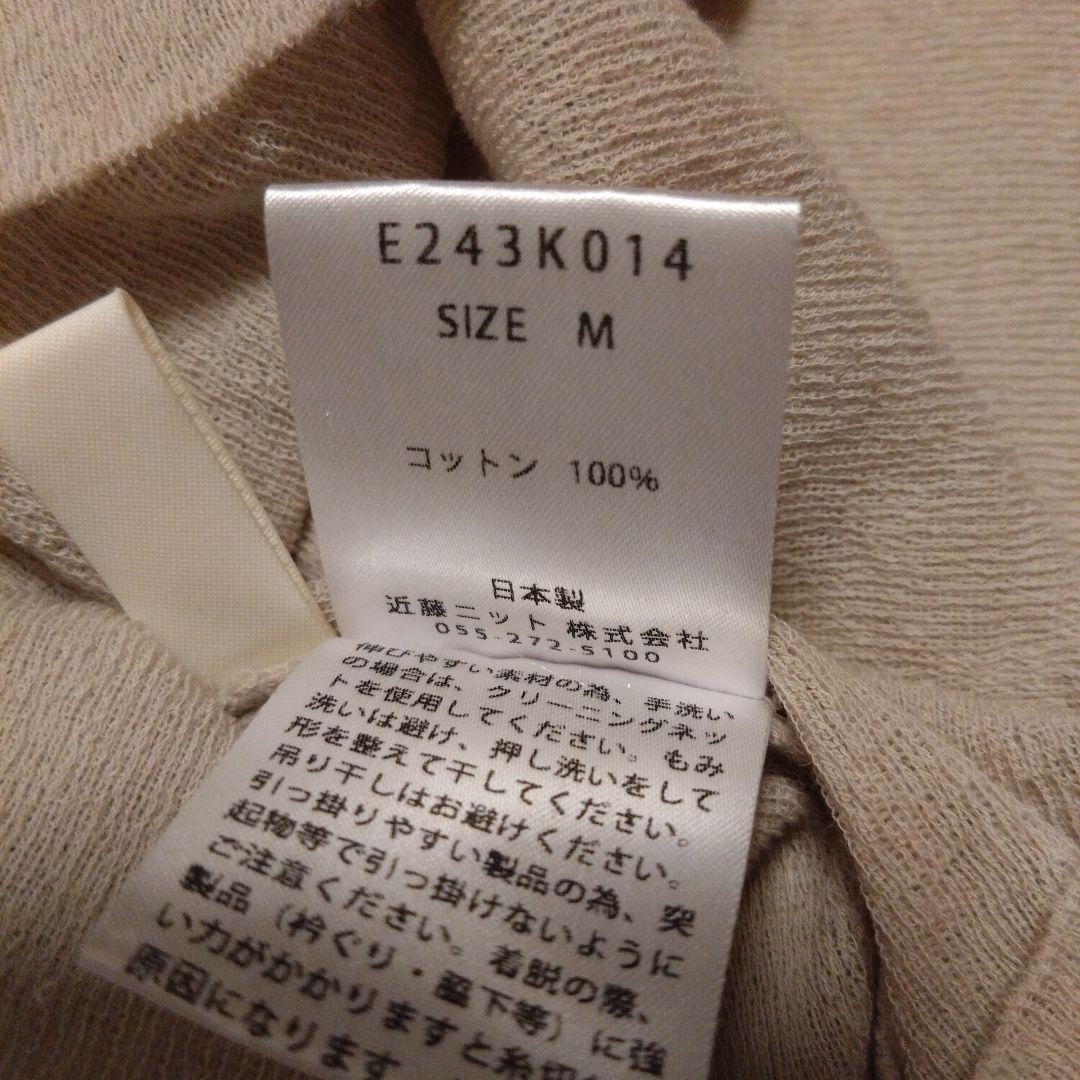 E243K014
SIZE M
コットン 100%
日本製
近藤ニット 株式会社
055-272-5100
伸びやすい素材の為、手洗い
の場合は、クリーニングネッ
トを使用してください。もみ
洗いは避け、押し洗いをして
形を整えて干してください。
吊り干しはお避けください。
引っ掛りやすい製品の為、突
起物等で引っ掛けないように
ご注意ください。着脱の際、
製品（衿ぐり・脇下等）に強
い力がかかりますと糸切
原因になります